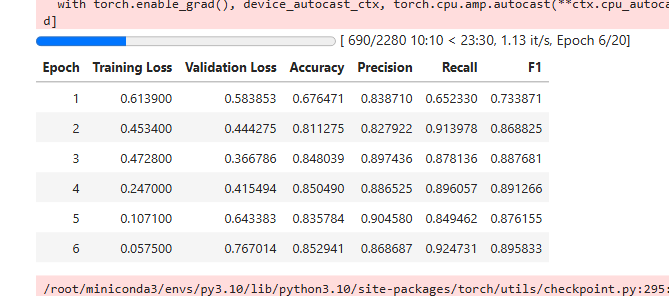 with torch.enable_grad(), device_autocast_ctx, torch.cpu.amp.autocast(**ctx.cpu_autoca
d]
[ 690/2280 10:10 < 23:30, 1.13 it/s, Epoch 6/20]
Epoch Training Loss Validation Loss Accuracy Precision Recall F1
1 0.613900 0.583853 0.676471 0.838710 0.652330 0.733871
2 0.453400 0.444275 0.811275 0.827922 0.913978 0.868825
3 0.472800 0.366786 0.848039 0.897436 0.878136 0.887681
4 0.247000 0.415494 0.850490 0.886525 0.896057 0.891266
5 0.107100 0.643383 0.835784 0.904580 0.849462 0.876155
6 0.057500 0.767014 0.852941 0.868687 0.924731 0.895833
/root/miniconda3/envs/py3.10/lib/python3.10/site-packages/torch/utils/checkpoint.py:295: